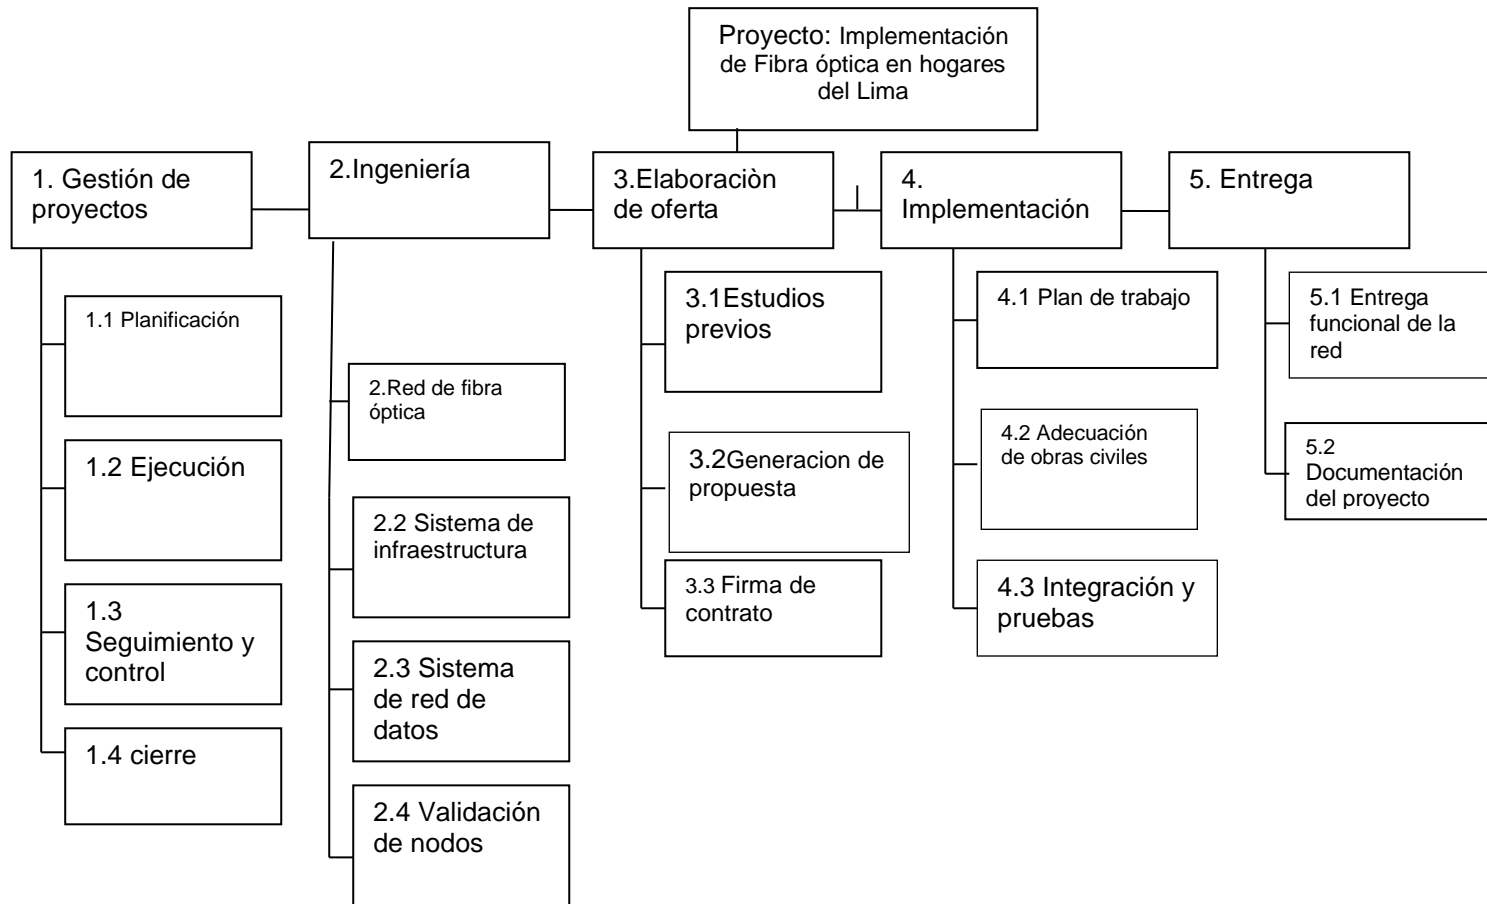 Proyecto: Implementación
de Fibra óptica en hogares
del Lima
1. Gestión de
proyectos
1.1 Planificación
1.2 Ejecución
1.3
Seguimiento y
control
1.4 cierre
2.Ingeniería
2.Red de fibra
óptica
2.2 Sistema de
infraestructura
2.3 Sistema
de red de
datos
2.4 Validación
de nodos
3.Elaboraciòn
de oferta
3.1Estudios
previos
3.2Generacion de
propuesta
3.3 Firma de
contrato
4.
Implementación
4.1 Plan de trabajo
4.2 Adecuación
de obras civiles
4.3 Integración y
pruebas
5. Entrega
5.1 Entrega
funcional de la
red
5.2
Documentación
del proyecto